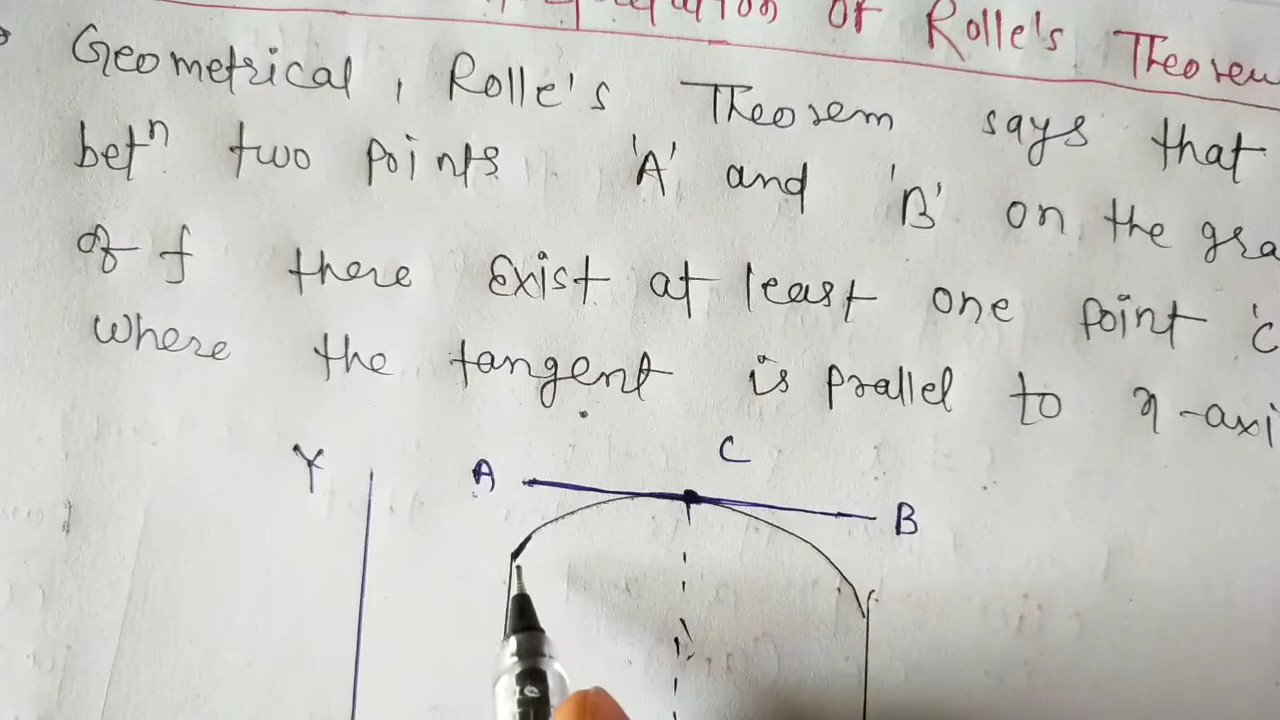 of Rolle's Theorem
Geometrical, Rolle's Theorem says that
betⁿ two points 'A' and 'B' on the gra
of f there exist at least one point 'c
where the tangent is prallel to x-axi
Y A C B